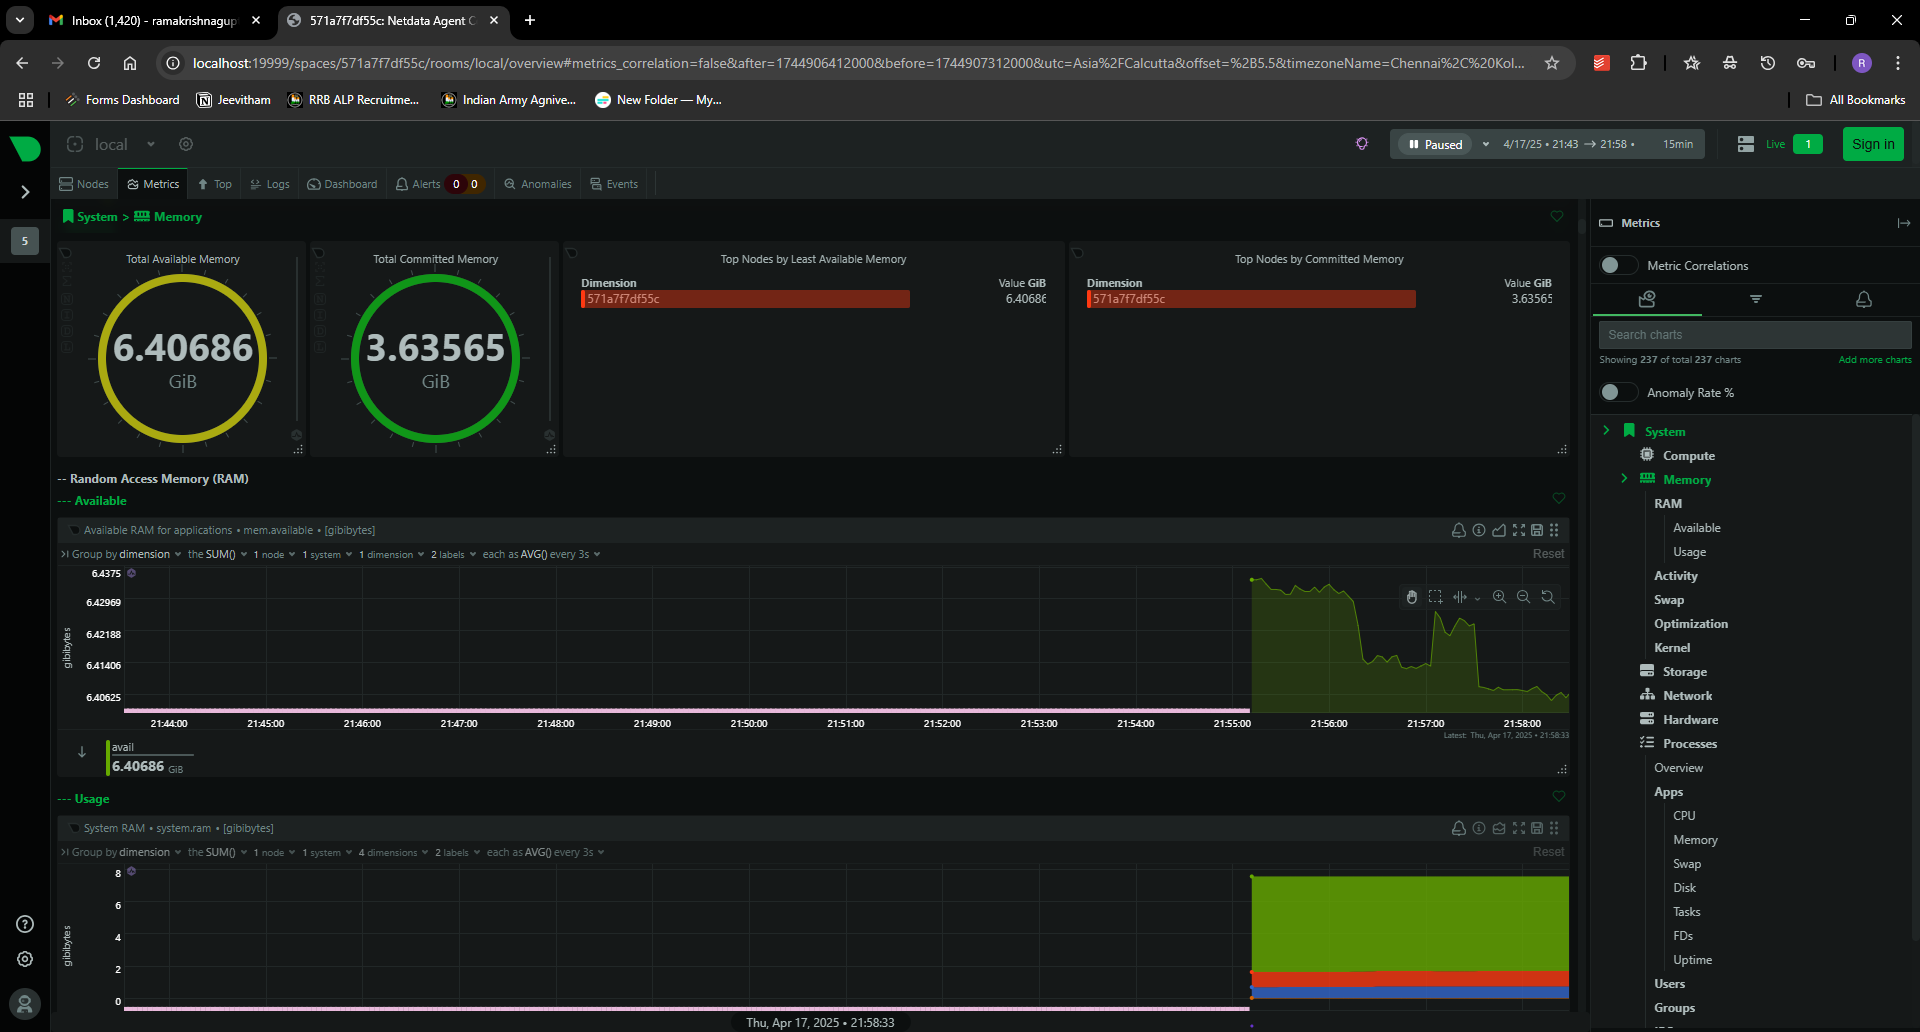 Inbox (1,420) - ramakrishnagup
571a7f7df55c: Netdata Agent C
localhost:19999/spaces/571a7f7df55c/rooms/local/overview#metrics_correlation=false&after=1744906412000&before=1744907312000&utc=Asia%2FCalcutta&offset=%2B5.5&timezoneName=Chennai%2C%20Kol...
R
Forms Dashboard
Jeevitham
RRB ALP Recruitme...
Indian Army Agnive...
New Folder — My...
All Bookmarks
local
Paused
4/17/25 • 21:43 → 21:58 •
15min
Live
1
Sign in
Nodes
Metrics
Top
Logs
Dashboard
Alerts
0
0
Anomalies
Events
5
System > Memory
Total Available Memory
6.40686
GiB
Total Committed Memory
3.63565
GiB
Top Nodes by Least Available Memory
Dimension Value GiB
571a7f7df55c 6.40686
Top Nodes by Committed Memory
Dimension Value GiB
571a7f7df55c 3.63565
-- Random Access Memory (RAM)
--- Available
Available RAM for applications • mem.available • [gibibytes]
Group by dimension the SUM() 1 node 1 system 1 dimension 2 labels each as AVG() every 3s
Reset
gibibytes
6.4375
6.42969
6.42188
6.41406
6.40625
21:44:00 21:45:00 21:46:00 21:47:00 21:48:00 21:49:00 21:50:00 21:51:00 21:52:00 21:53:00 21:54:00 21:55:00 21:56:00 21:57:00 21:58:00
Latest: Thu, Apr 17, 2025 • 21:58:33
avail
6.40686 GiB
--- Usage
System RAM • system.ram • [gibibytes]
Group by dimension the SUM() 1 node 1 system 4 dimensions 2 labels each as AVG() every 3s
Reset
gibibytes
8
6
4
2
0
Thu, Apr 17, 2025 • 21:58:33
Metrics
Metric Correlations
Search charts
Showing 237 of total 237 charts
Add more charts
Anomaly Rate %
System
Compute
Memory
RAM
Available
Usage
Activity
Swap
Optimization
Kernel
Storage
Network
Hardware
Processes
Overview
Apps
CPU
Memory
Swap
Disk
Tasks
FDs
Uptime
Users
Groups